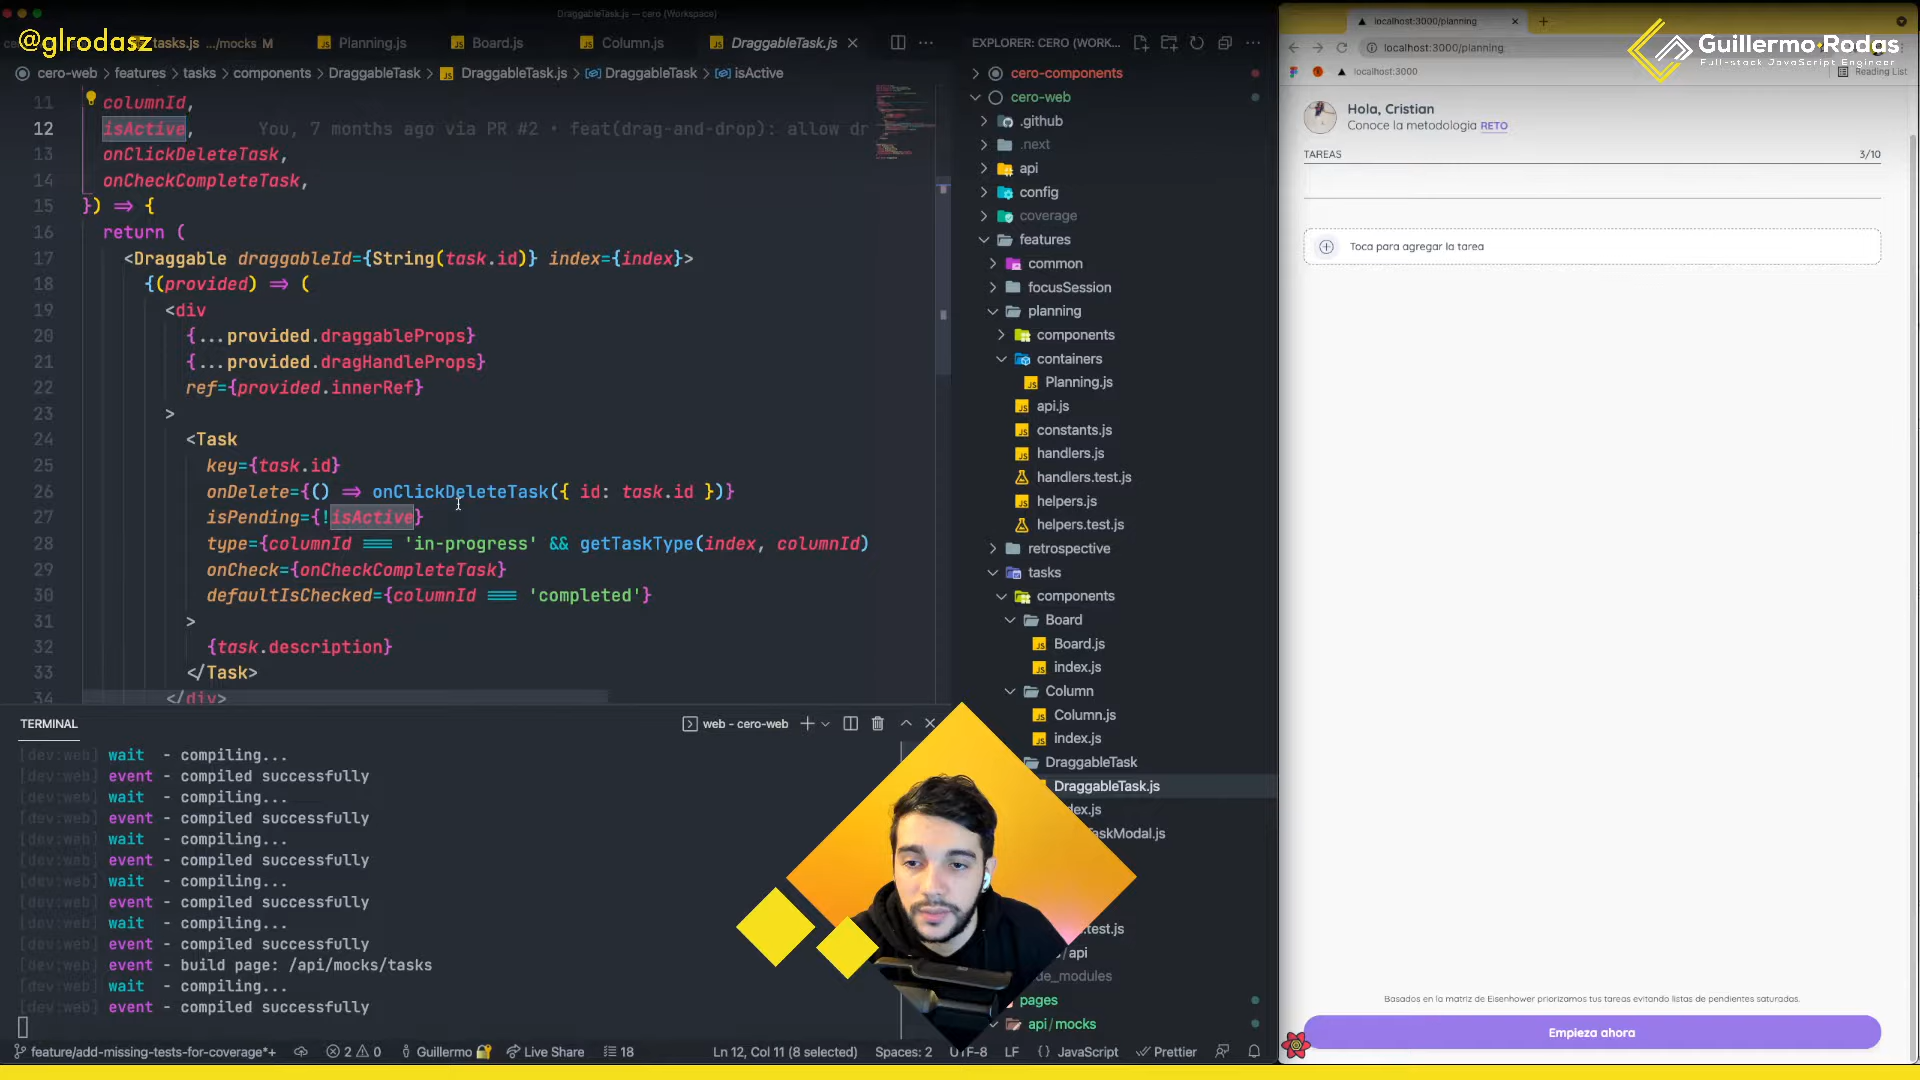 DraggableTask.js — cero (Workspace)
@glrodasz
tasks.js .../mocks M
Planning.js
Board.js
Column.js
DraggableTask.js
cero-web > features > tasks > components > DraggableTask > DraggableTask.js > DraggableTask > isActive
11 columnId,
12 isActive, You, 7 months ago via PR #2 • feat(drag-and-drop): allow dr
13 onClickDeleteTask,
14 onCheckCompleteTask,
15 }) => {
16 return (
17 <Draggable draggableId={String(task.id)} index={index}>
18 {(provided) => (
19 <div
20 {...provided.draggableProps}
21 {...provided.dragHandleProps}
22 ref={provided.innerRef}
23 >
24 <Task
25 key={task.id}
26 onDelete={() => onClickDeleteTask({ id: task.id })}
27 isPending={!isActive}
28 type={columnId === 'in-progress' && getTaskType(index, columnId)
29 onCheck={onCheckCompleteTask}
30 defaultIsChecked={columnId === 'completed'}
31 >
32 {task.description}
33 </Task>
34 </div>
TERMINAL
web - cero-web
[dev:web] wait - compiling...
[dev:web] event - compiled successfully
[dev:web] wait - compiling...
[dev:web] event - compiled successfully
[dev:web] wait - compiling...
[dev:web] event - compiled successfully
[dev:web] wait - compiling...
[dev:web] event - compiled successfully
[dev:web] wait - compiling...
[dev:web] event - compiled successfully
[dev:web] event - build page: /api/mocks/tasks
[dev:web] wait - compiling...
[dev:web] event - compiled successfully
feature/add-missing-tests-for-coverage*+ 2 0 Guillermo Live Share 18 Ln 12, Col 11 (8 selected) Spaces: 2 UTF-8 LF {} JavaScript Prettier
EXPLORER: CERO (WORK...
cero-components
cero-web
.github
.next
api
config
coverage
features
common
focusSession
planning
components
containers
Planning.js
api.js
constants.js
handlers.js
handlers.test.js
helpers.js
helpers.test.js
retrospective
tasks
components
Board
Board.js
index.js
Column
Column.js
index.js
DraggableTask
DraggableTask.js
dex.js
askModal.js
.test.js
api
de_modules
pages
api/mocks
localhost:3000/planning
localhost:3000/planning
localhost:3000
Reading List
Guillermo Rodas
Full-stack JavaScript Engineer
Hola, Cristian
Conoce la metodologia RETO
TAREAS 3/10
Toca para agregar la tarea
Basados en la matriz de Eisenhower priorizamos tus tareas evitando listas de pendientes saturadas.
Empieza ahora